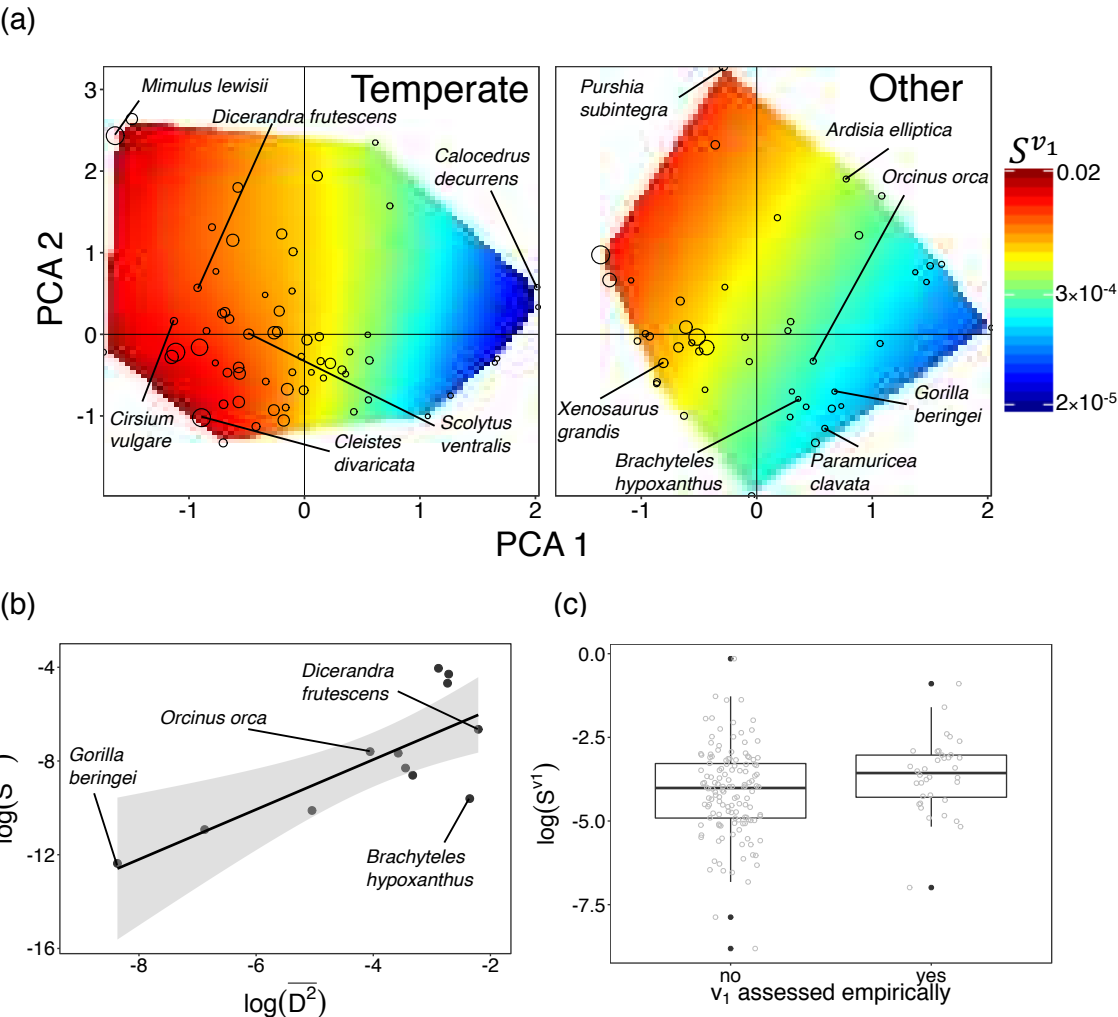 (a)
Temperate
Other
Mimulus lewisii
Dicerandra frutescens
Calocedrus
decurrens
Cirsium
vulgare
Cleistes
divaricata
Scolytus
ventralis
Purshia
subintegra
Ardisia elliptica
Orcinus orca
Xenosaurus
grandis
Brachyteles
hypoxanthus
Gorilla
beringei
Paramuricea
clavata
S^v₁
0.02
3×10⁻⁴
2×10⁻⁵
PCA 2
3
2
1
0
-1
-1 0 1 2
-1 0 1 2
PCA 1
(b)
Dicerandra
frutescens
Orcinus orca
Gorilla
beringei
Brachyteles
hypoxanthus
-4
-8
-12
-16
-8 -6 -4 -2
log(D̅²̅)
(c)
log(S^v1)
0.0
-2.5
-5.0
-7.5
no yes
v₁ assessed empirically